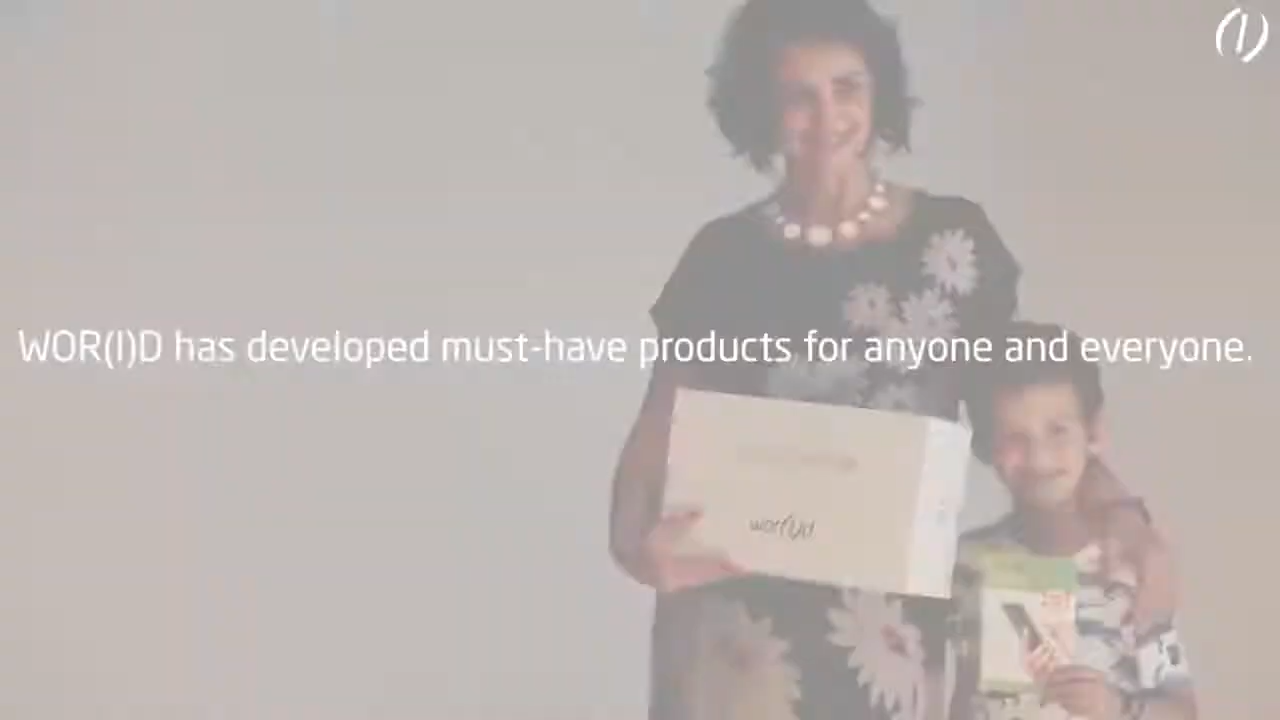 WOR(I)D has developed must-have products for anyone and everyone.
wor(i)d